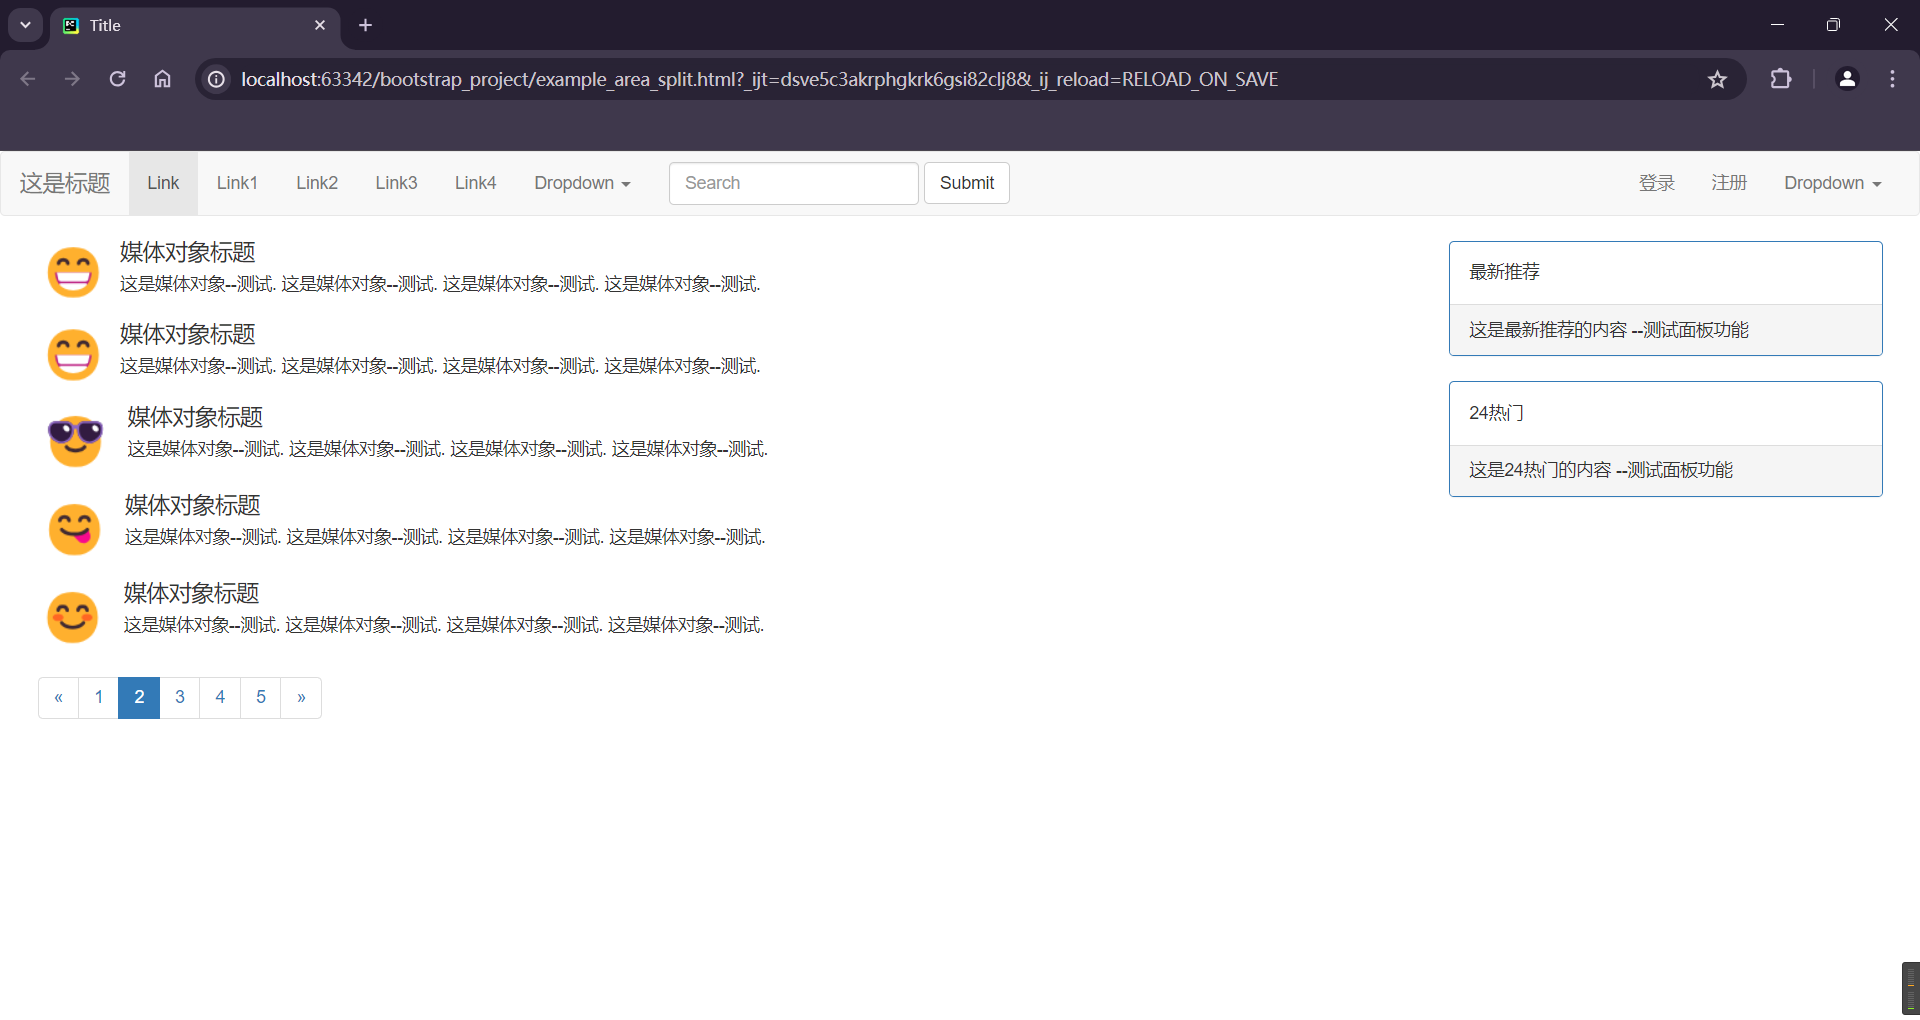 Title
localhost:63342/bootstrap_project/example_area_split.html?_ijt=dsve5c3akrphgkrk6gsi82clj8&_ij_reload=RELOAD_ON_SAVE
这是标题 Link Link1 Link2 Link3 Link4 Dropdown Search Submit 登录 注册 Dropdown
媒体对象标题
这是媒体对象--测试. 这是媒体对象--测试. 这是媒体对象--测试. 这是媒体对象--测试.
媒体对象标题
这是媒体对象--测试. 这是媒体对象--测试. 这是媒体对象--测试. 这是媒体对象--测试.
媒体对象标题
这是媒体对象--测试. 这是媒体对象--测试. 这是媒体对象--测试. 这是媒体对象--测试.
媒体对象标题
这是媒体对象--测试. 这是媒体对象--测试. 这是媒体对象--测试. 这是媒体对象--测试.
媒体对象标题
这是媒体对象--测试. 这是媒体对象--测试. 这是媒体对象--测试. 这是媒体对象--测试.
« 1 2 3 4 5 »
最新推荐
这是最新推荐的内容 --测试面板功能
24热门
这是24热门的内容 --测试面板功能